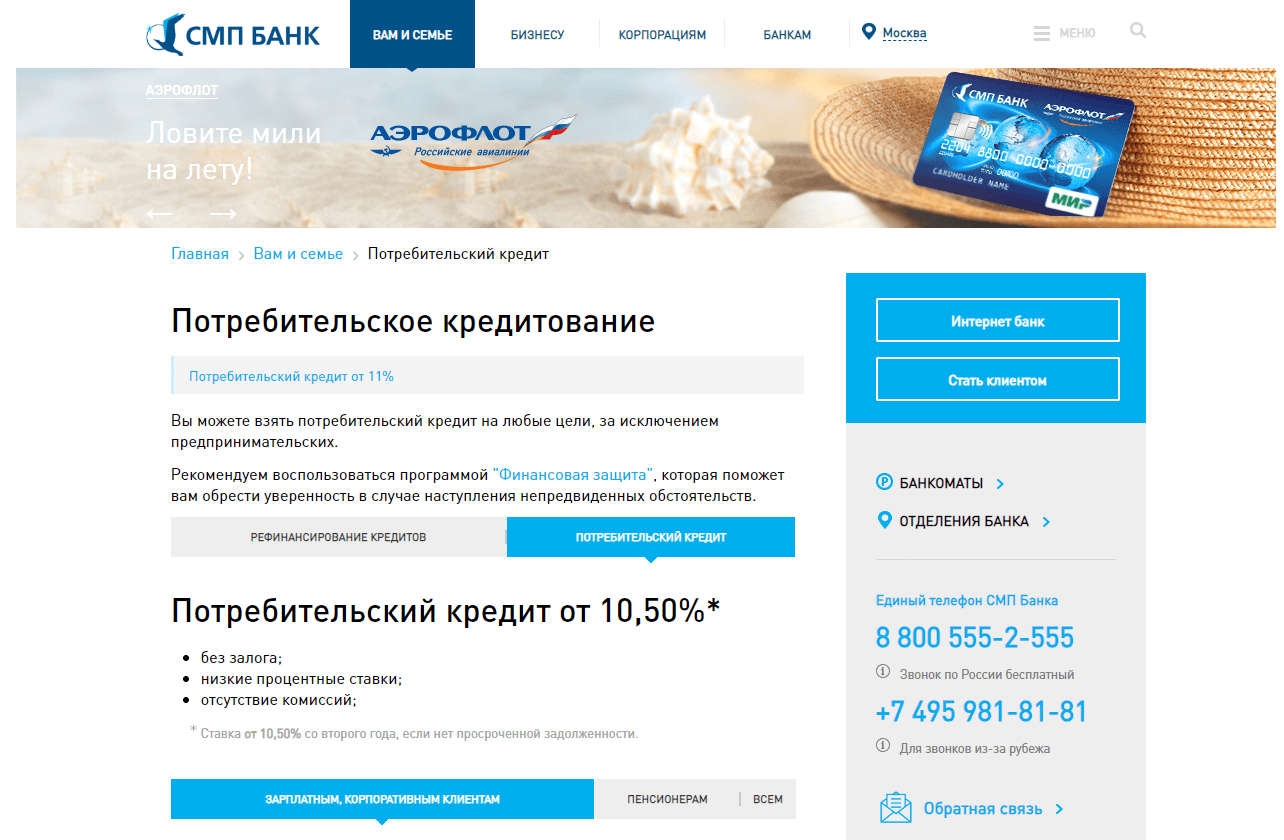 СМП БАНК
ВАМ И СЕМЬЕ
БИЗНЕСУ
КОРПОРАЦИЯМ
БАНКАМ
Москва
МЕНЮ
АЭРОФЛОТ
Ловите мили
на лету!
АЭРОФЛОТ
Российские авиалинии
СМП БАНК
АЭРОФЛОТ
2204 8800 0000 0000
CARDHOLDER NAME
МИР
Главная > Вам и семье > Потребительский кредит
Потребительское кредитование
Потребительский кредит от 11%
Вы можете взять потребительский кредит на любые цели, за исключением
предпринимательских.
Рекомендуем воспользоваться программой "Финансовая защита", которая поможет
вам обрести уверенность в случае наступления непредвиденных обстоятельств.
РЕФИНАНСИРОВАНИЕ КРЕДИТОВ
ПОТРЕБИТЕЛЬСКИЙ КРЕДИТ
Потребительский кредит от 10,50%*
• без залога;
• низкие процентные ставки;
• отсутствие комиссий;
* Ставка от 10,50% со второго года, если нет просроченной задолженности.
ЗАРПЛАТНЫМ, КОРПОРАТИВНЫМ КЛИЕНТАМ
ПЕНСИОНЕРАМ
ВСЕМ
Интернет банк
Стать клиентом
БАНКОМАТЫ
ОТДЕЛЕНИЯ БАНКА
Единый телефон СМП Банка
8 800 555-2-555
Звонок по России бесплатный
+7 495 981-81-81
Для звонков из-за рубежа
Обратная связь